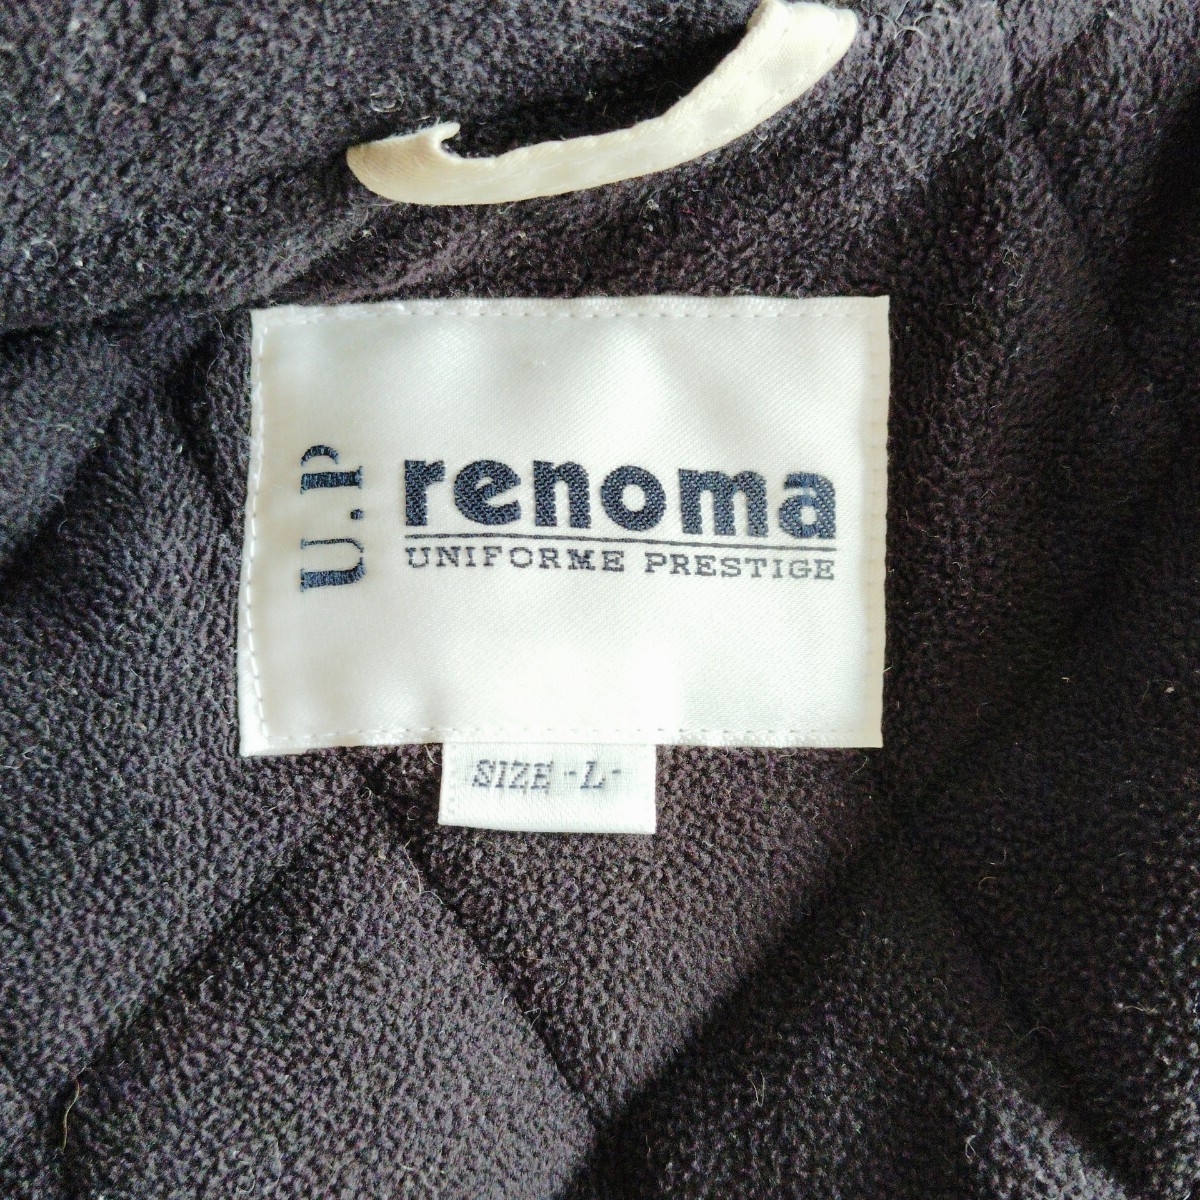 U.P
renoma
UNIFORME PRESTIGE
SIZE -L-